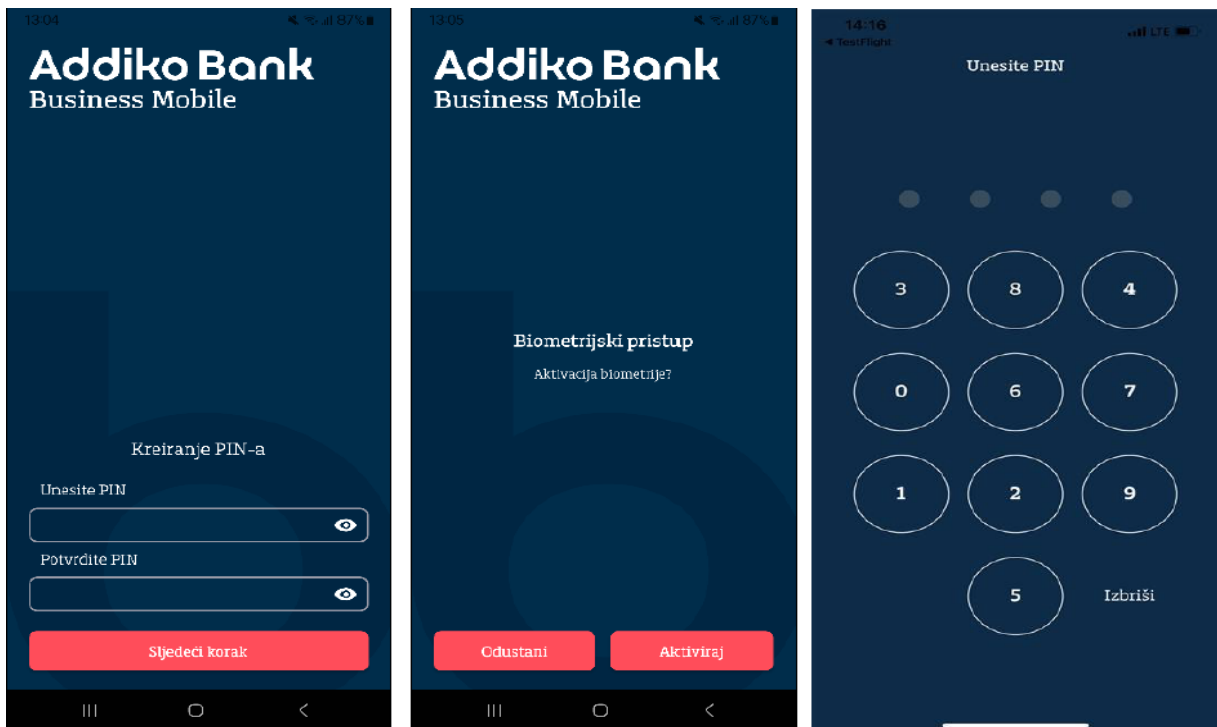 13:04
87%
Addiko Bank
Business Mobile
Kreiranje PIN-a
Unesite PIN
Potvrdite PIN
Sljedeći korak
13:05
87%
Addiko Bank
Business Mobile
Biometrijski pristup
Aktivacija biometrije?
Odustani
Aktiviraj
14:16
LTE
TestFlight
Unesite PIN
3 8 4
0 6 7
1 2 9
5 Izbriši